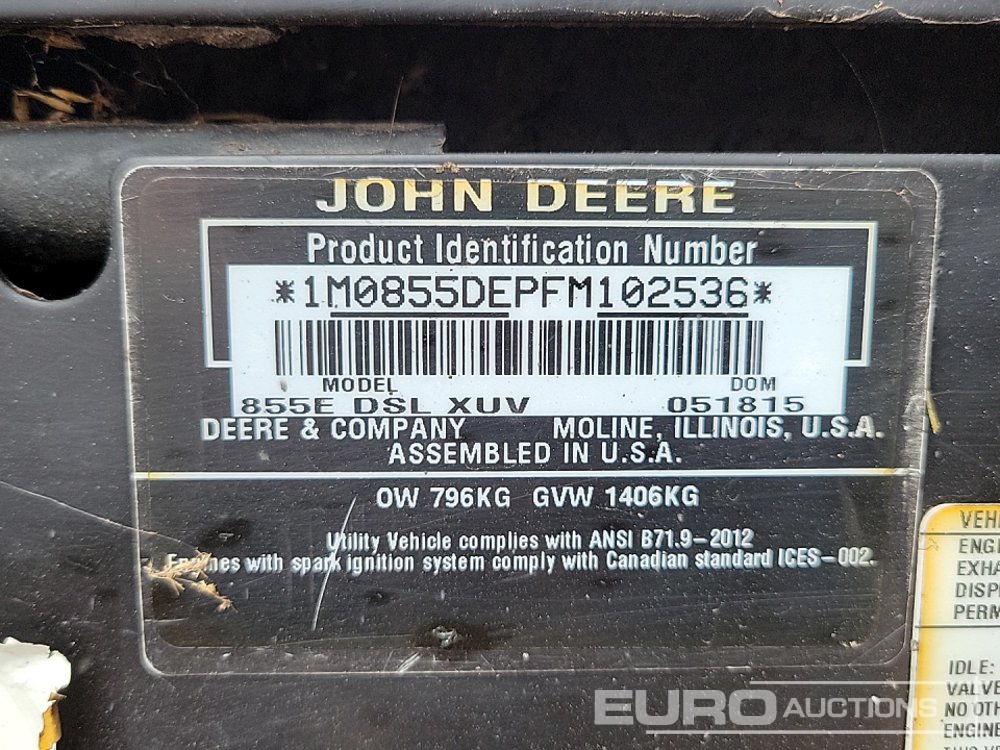 JOHN DEERE
Product Identification Number
*1M0855DEPFM102536*
MODEL DOM
855E DSL XUV 051815
DEERE & COMPANY MOLINE, ILLINOIS, U.S.A.
ASSEMBLED IN U.S.A.
OW 796KG GVW 1406KG
Utility Vehicle complies with ANSI B71.9-2012
Engines with spark ignition system comply with Canadian standard ICES-002.
VEHI
ENGI
EXHA
DISP
PERM
IDLE:
VALVE
NO OTH
ENGINE
EURO AUCTIONS